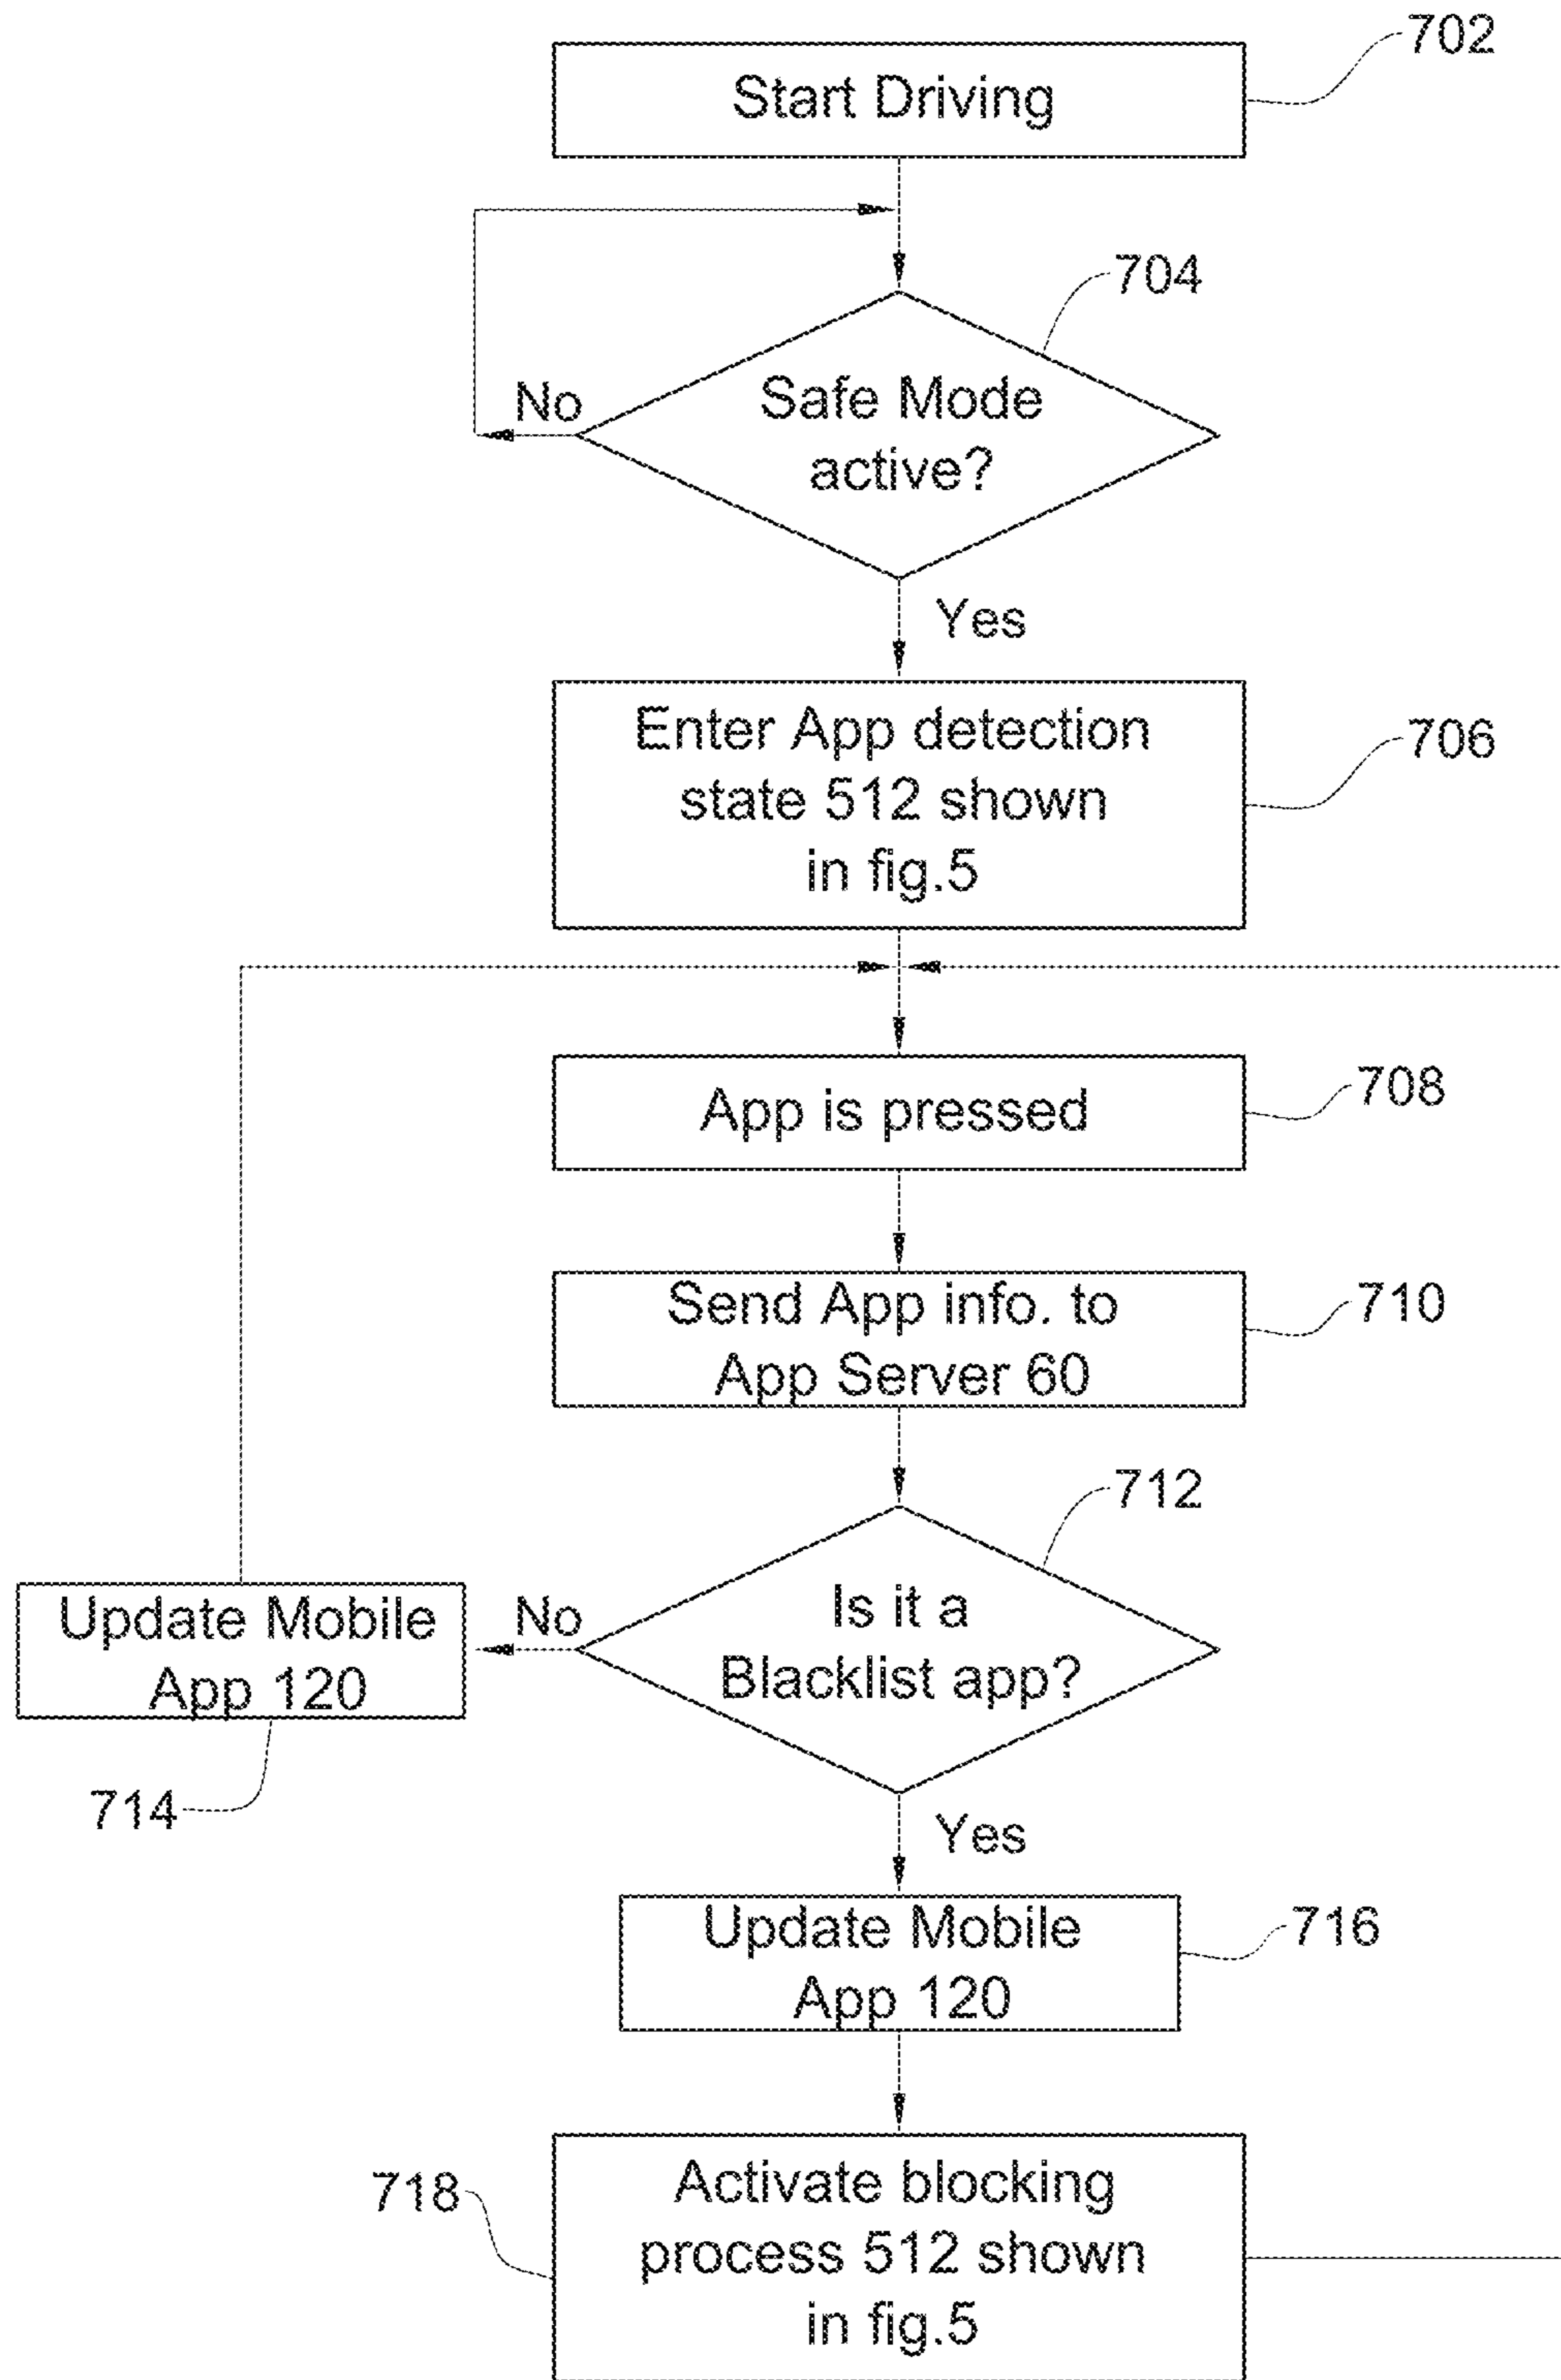 702
Start Driving
704
Safe Mode
active?
No
Yes
Enter App detection
state 512 shown
in fig.5
706
App is pressed
708
Send App info. to
App Server 60
710
712
Is it a
Blacklist app?
No
Update Mobile
App 120
714
Yes
Update Mobile
App 120
716
718
Activate blocking
process 512 shown
in fig.5